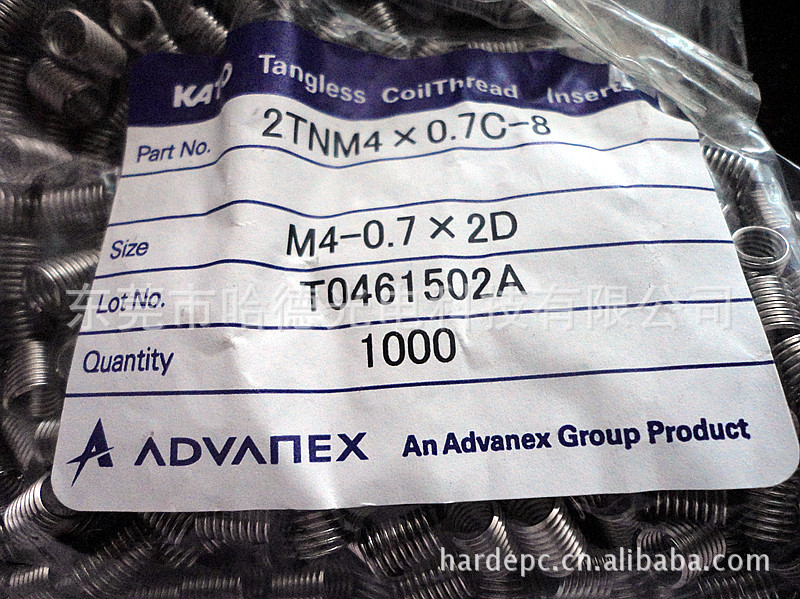 KATO Tangless CoilThread Inserts
Part No. 2TNM4×0.7C-8
Size M4-0.7×2D
Lot No. T0461502A
东莞市哈德光电科技有限公司
Quantity 1000
ADVANEX An Advanex Group Product
hardepc.cn.alibaba.com